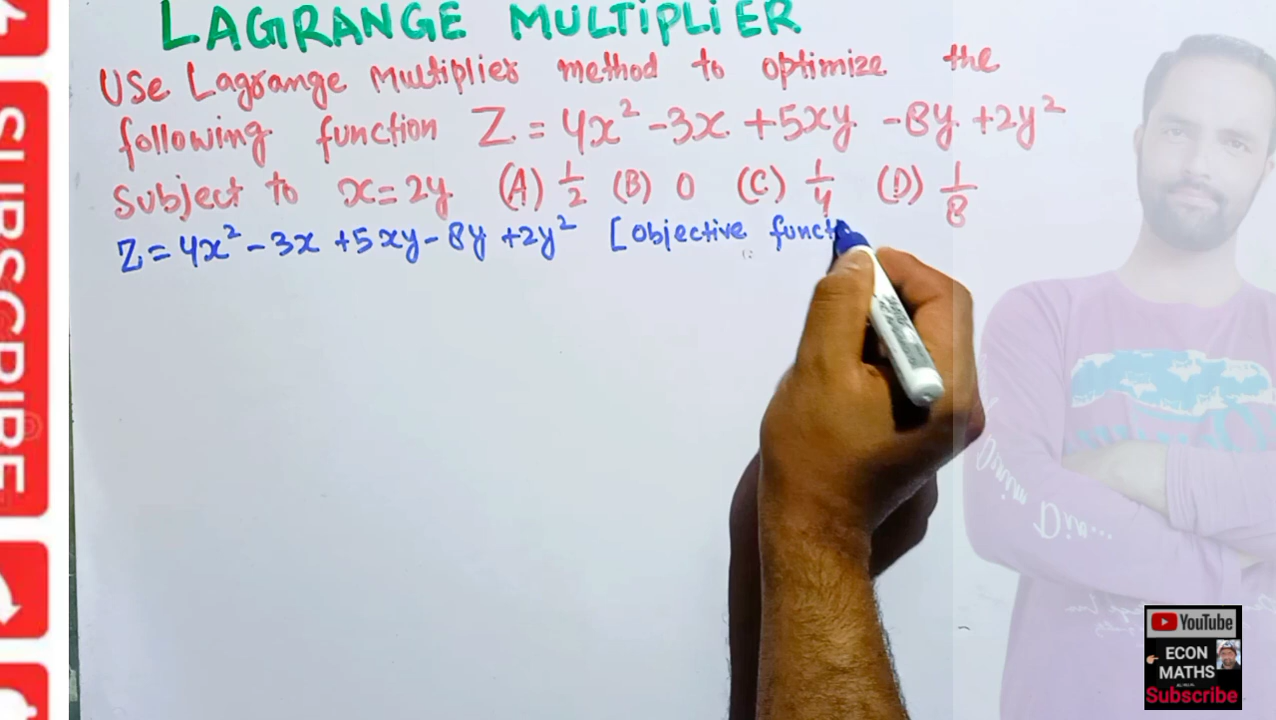 LAGRANGE MULTIPLIER
Use Lagrange Multiplier method to optimize the
following function Z = 4x² - 3x + 5xy - 8y + 2y²
Subject to x = 2y (A) 1/2 (B) 0 (C) 1/4 (D) 1/8
Z = 4x² - 3x + 5xy - 8y + 2y² [objective funct
SUBSCRIBE
YouTube
ECON
MATHS
Subscribe